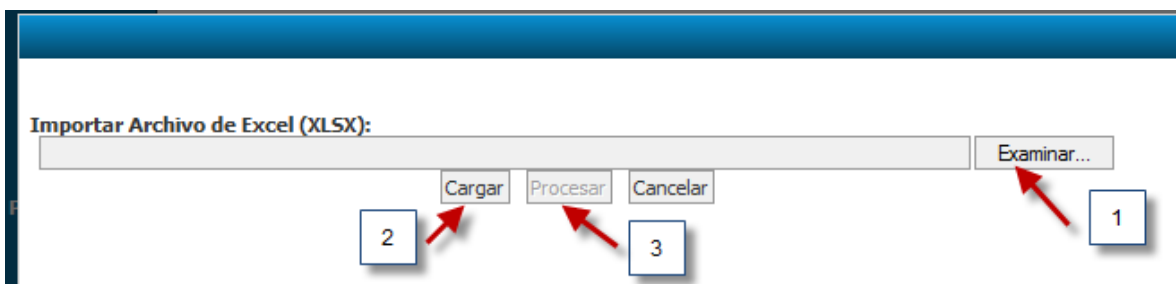 Importar Archivo de Excel (XLSX):
Examinar...
Cargar Procesar Cancelar
1
2
3